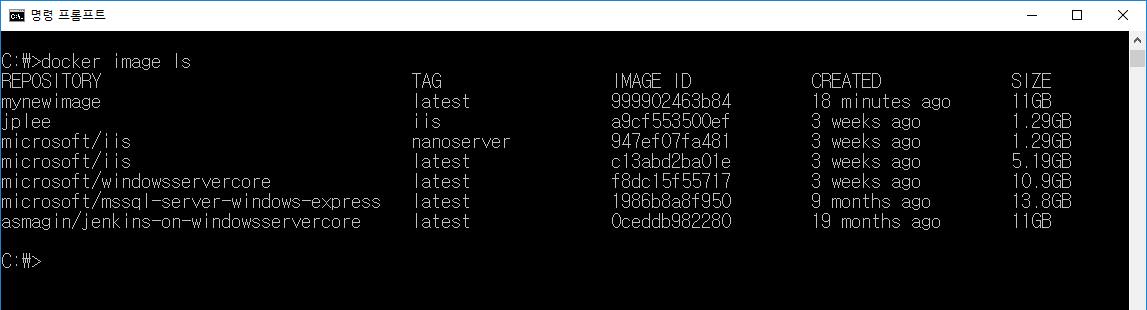 명령 프롬프트
C:\>docker image ls
REPOSITORY TAG IMAGE ID CREATED SIZE
mynewimage latest 999902463b84 18 minutes ago 11GB
jplee iis a9cf553500ef 3 weeks ago 1.29GB
microsoft/iis nanoserver 947ef07fa481 3 weeks ago 1.29GB
microsoft/iis latest c13abd2ba01e 3 weeks ago 5.19GB
microsoft/windowsservercore latest f8dc15f55717 3 weeks ago 10.9GB
microsoft/mssql-server-windows-express latest 1986b8a8f950 9 months ago 13.8GB
asmagin/jenkins-on-windowsservercore latest 0ceddb982280 19 months ago 11GB
C:\>